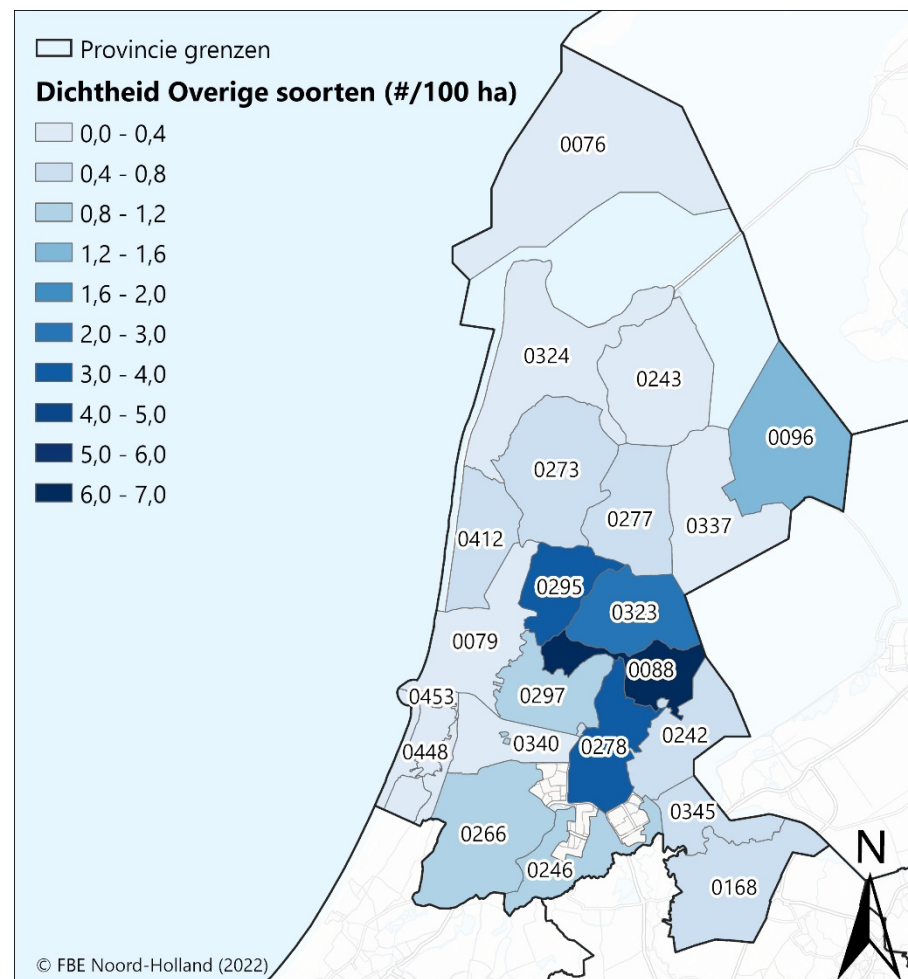 Provincie grenzen
Dichtheid Overige soorten (#/100 ha)
0,0 - 0,4
0,4 - 0,8
0,8 - 1,2
1,2 - 1,6
1,6 - 2,0
2,0 - 3,0
3,0 - 4,0
4,0 - 5,0
5,0 - 6,0
6,0 - 7,0
0076
0324
0243
0096
0273
0277
0337
0412
0295
0323
0079
0088
0297
0453
0242
0340
0278
0448
0345
0266
0246
0168
N
© FBE Noord-Holland (2022)